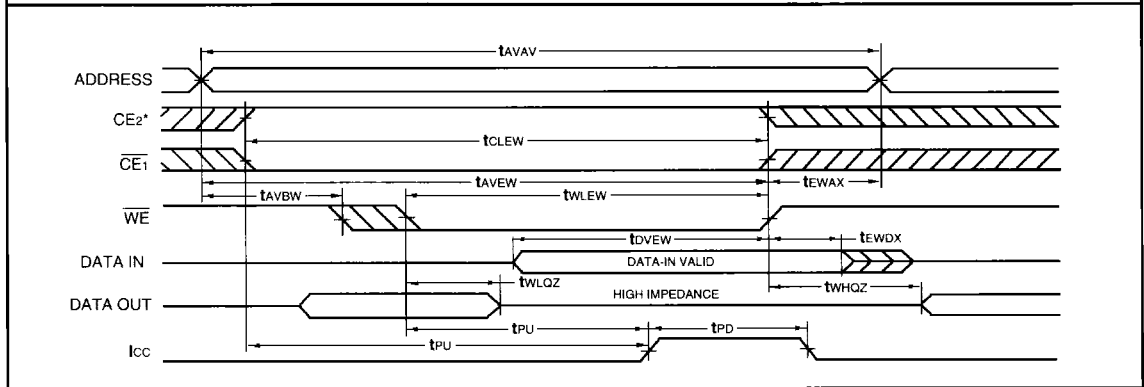 tAVAV
ADDRESS
CE2*
tCLEW
CE1
tAVEW
tEWAX
tAVBW
tWLEW
WE
tDVEW
tEWDX
DATA IN
DATA-IN VALID
tWLQZ
HIGH IMPEDANCE
tWHQZ
DATA OUT
tPU
tPD
tPU
ICC